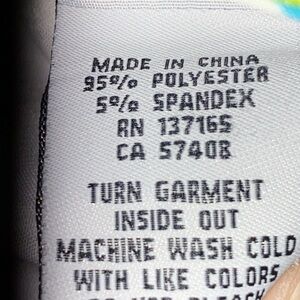 MADE IN CHINA
95% POLYESTER
5% SPANDEX
RN 137165
CA 57408
TURN GARMENT
INSIDE OUT
MACHINE WASH COLD
WITH LIKE COLORS